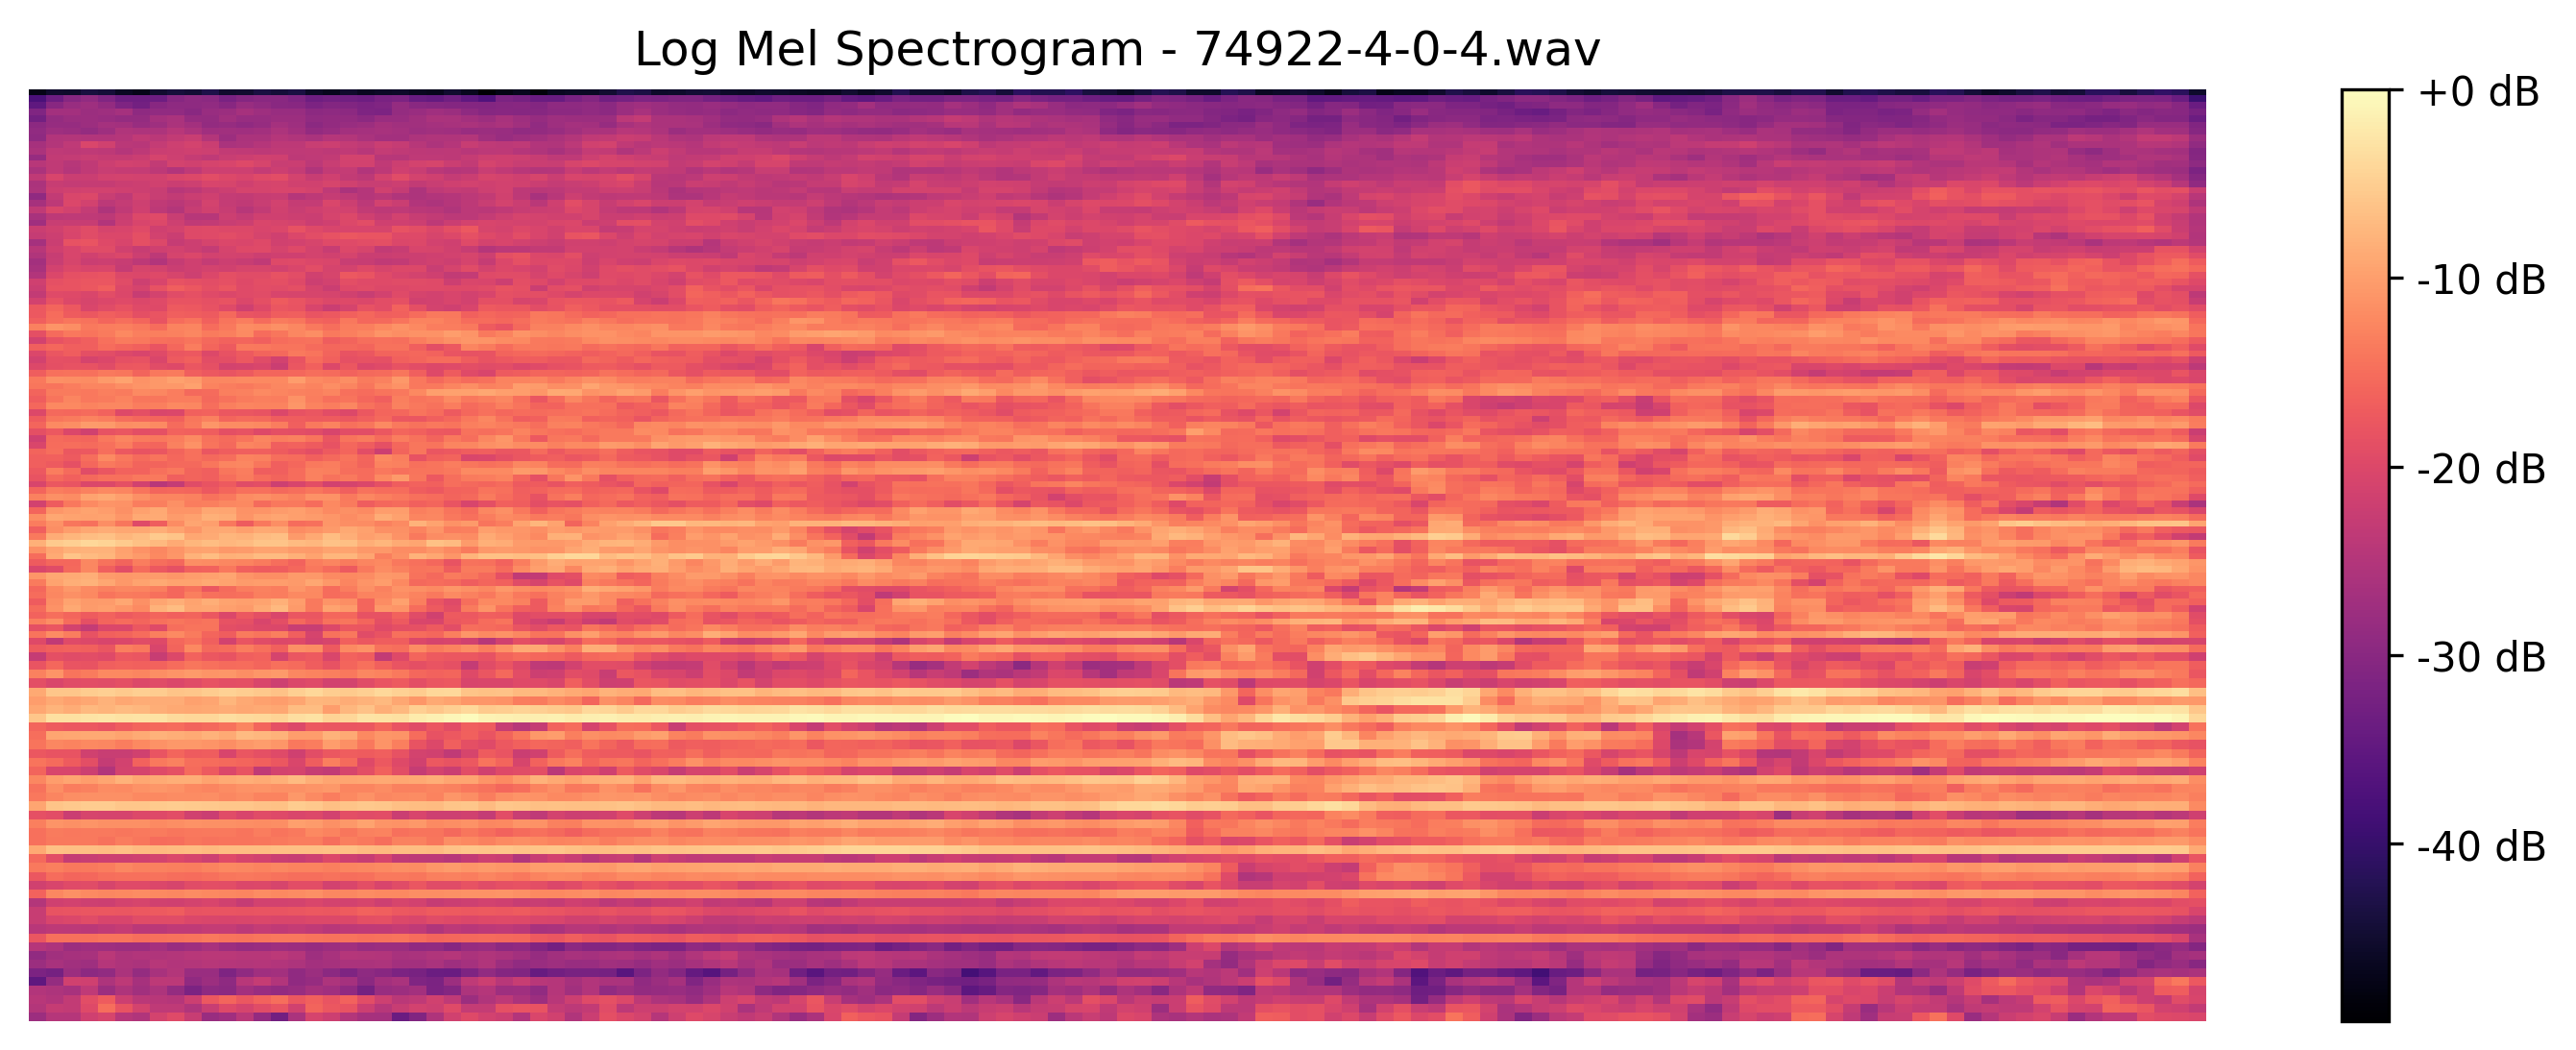 Log Mel Spectrogram - 74922-4-0-4.wav
+0 dB
-10 dB
-20 dB
-30 dB
-40 dB